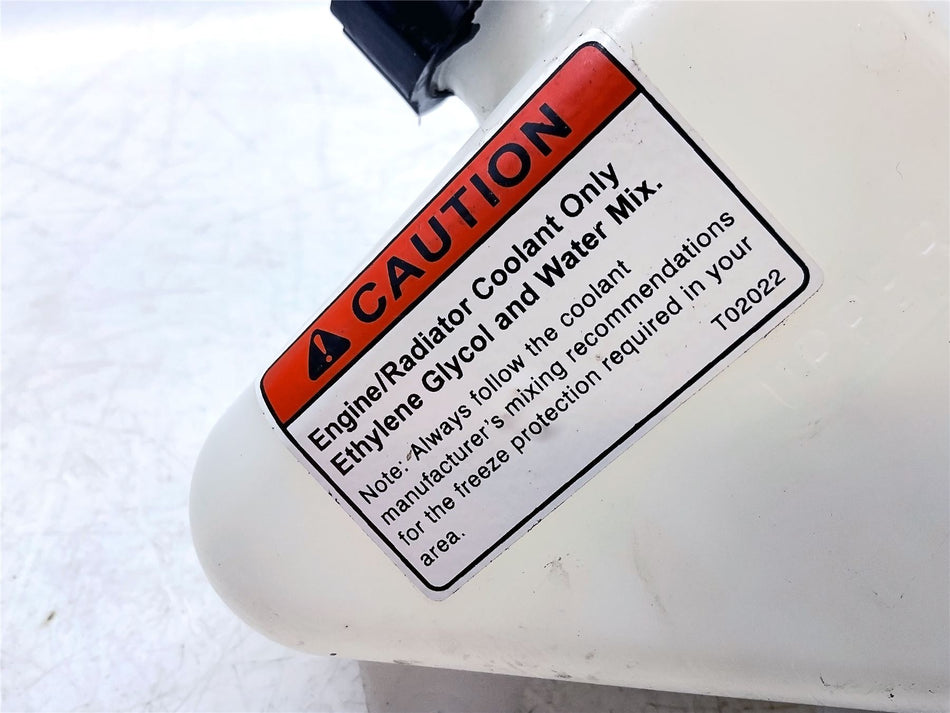 CAUTION
Engine/Radiator Coolant Only
Ethylene Glycol and Water Mix.
Note: Always follow the coolant
manufacturer's mixing recommendations
for the freeze protection required in your
area.
T02022